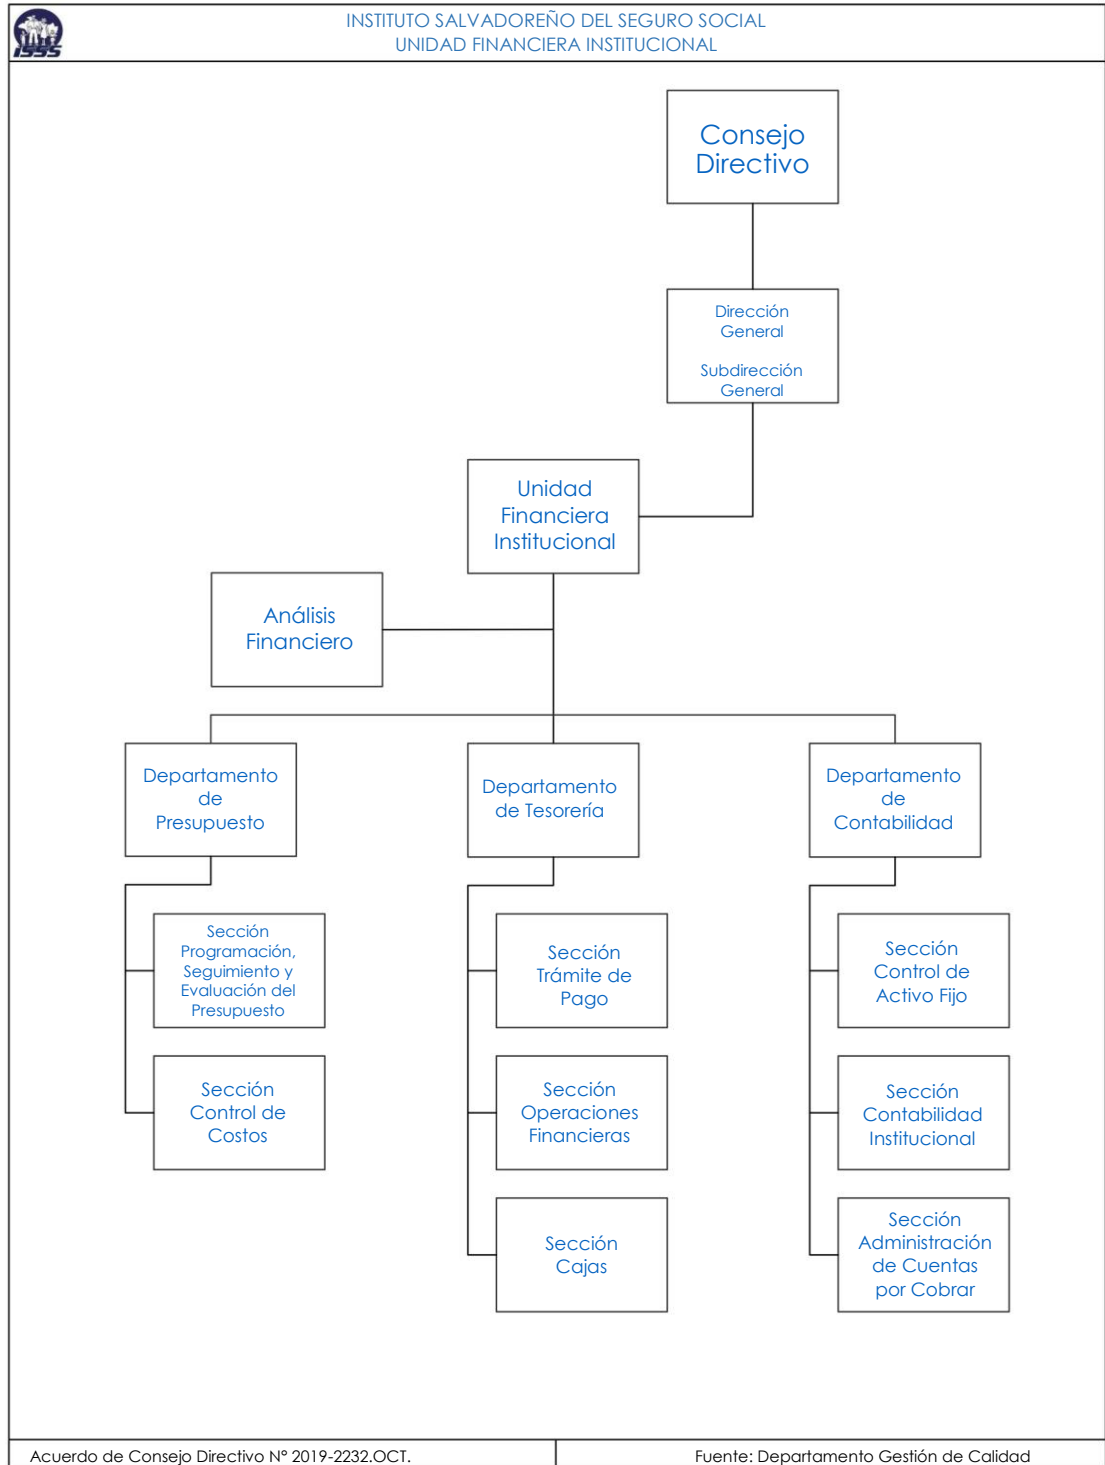 ISSS
INSTITUTO SALVADOREÑO DEL SEGURO SOCIAL
UNIDAD FINANCIERA INSTITUCIONAL
Consejo
Directivo
Dirección
General
Subdirección
General
Unidad
Financiera
Institucional
Análisis
Financiero
Departamento
de
Presupuesto
Departamento
de Tesorería
Departamento
de
Contabilidad
Sección
Programación,
Seguimiento y
Evaluación del
Presupuesto
Sección
Trámite de
Pago
Sección
Control de
Activo Fijo
Sección
Control de
Costos
Sección
Operaciones
Financieras
Sección
Contabilidad
Institucional
Sección
Cajas
Sección
Administración
de Cuentas
por Cobrar
Acuerdo de Consejo Directivo N° 2019-2232.OCT.
Fuente: Departamento Gestión de Calidad